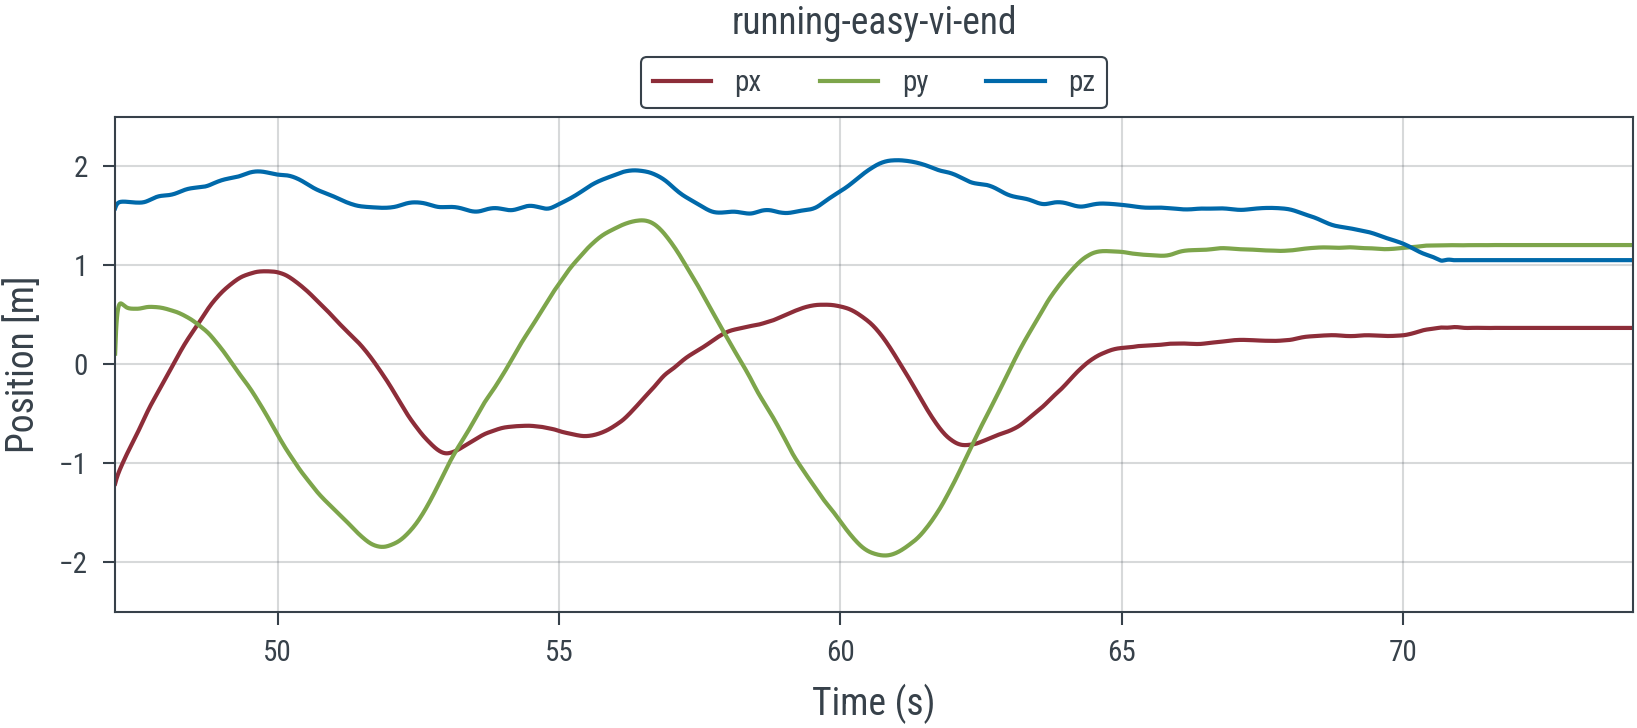 running-easy-vi-end
px py pz
Position [m]
2
1
0
−1
−2
50 55 60 65 70
Time (s)